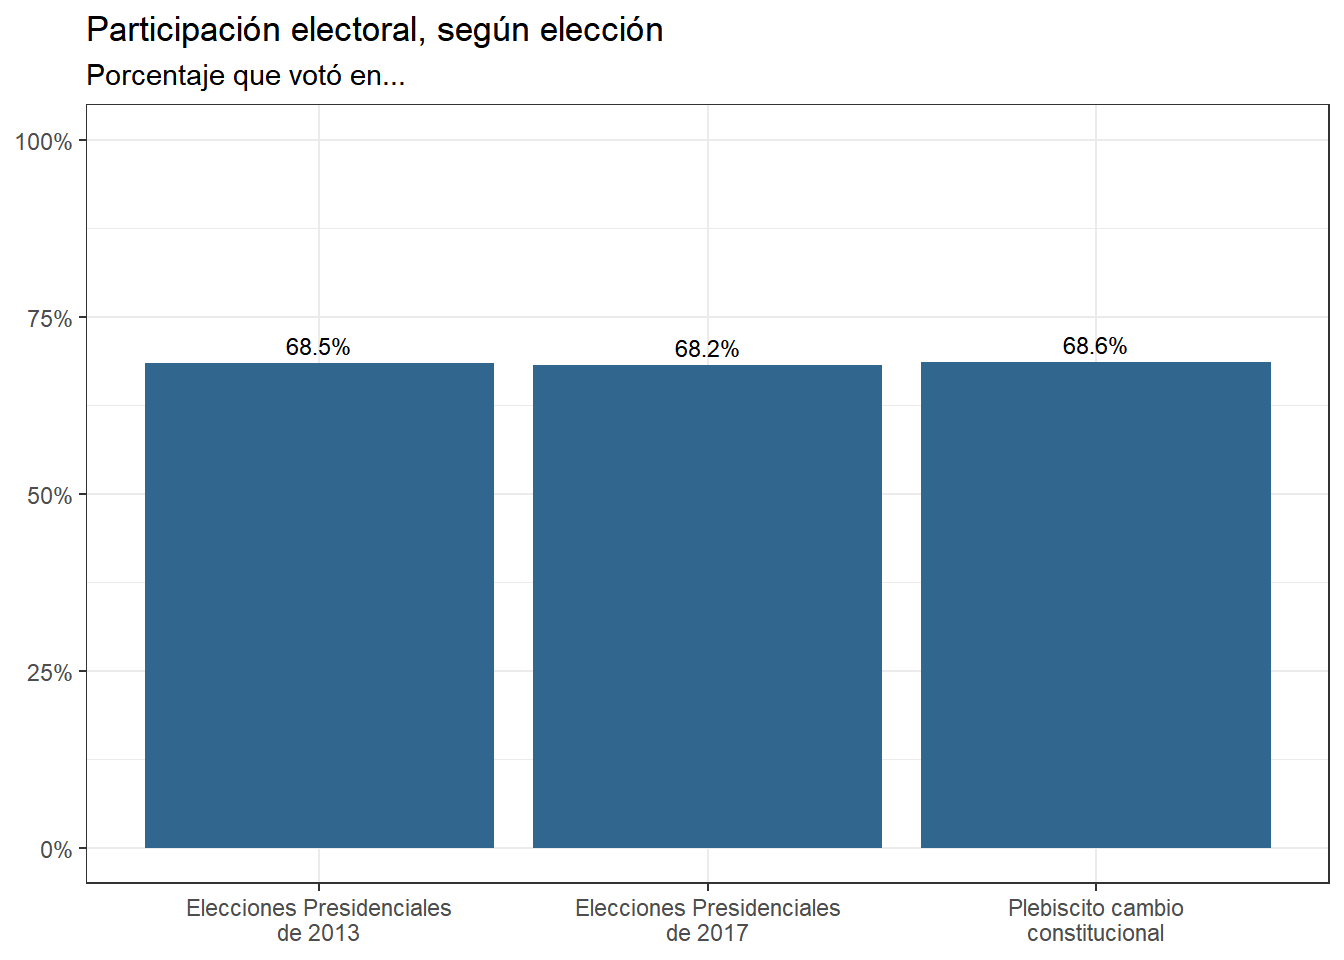 Participación electoral, según elección
Porcentaje que votó en...
100%
75%
50%
25%
0%
68.5%
68.2%
68.6%
Elecciones Presidenciales
de 2013
Elecciones Presidenciales
de 2017
Plebiscito cambio
constitucional